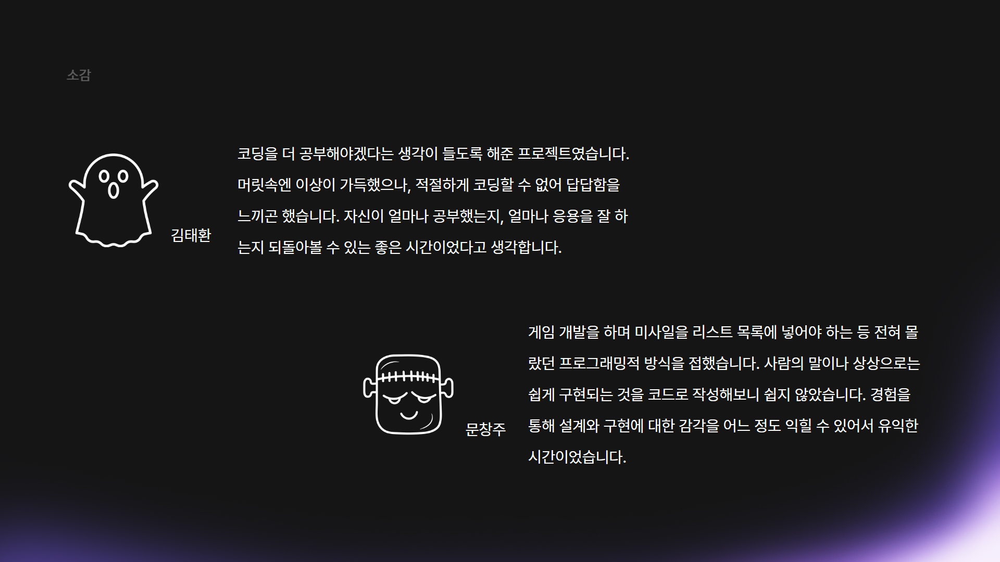 소감
코딩을 더 공부해야겠다는 생각이 들도록 해준 프로젝트였습니다.
머릿속엔 이상이 가득했으나, 적절하게 코딩할 수 없어 답답함을
느끼곤 했습니다. 자신이 얼마나 공부했는지, 얼마나 응용을 잘 하
는지 되돌아볼 수 있는 좋은 시간이었다고 생각합니다.
김태환
게임 개발을 하며 미사일을 리스트 목록에 넣어야 하는 등 전혀 몰
랐던 프로그래밍적 방식을 접했습니다. 사람의 말이나 상상으로는
쉽게 구현되는 것을 코드로 작성해보니 쉽지 않았습니다. 경험을
통해 설계와 구현에 대한 감각을 어느 정도 익힐 수 있어서 유익한
시간이었습니다.
문창주